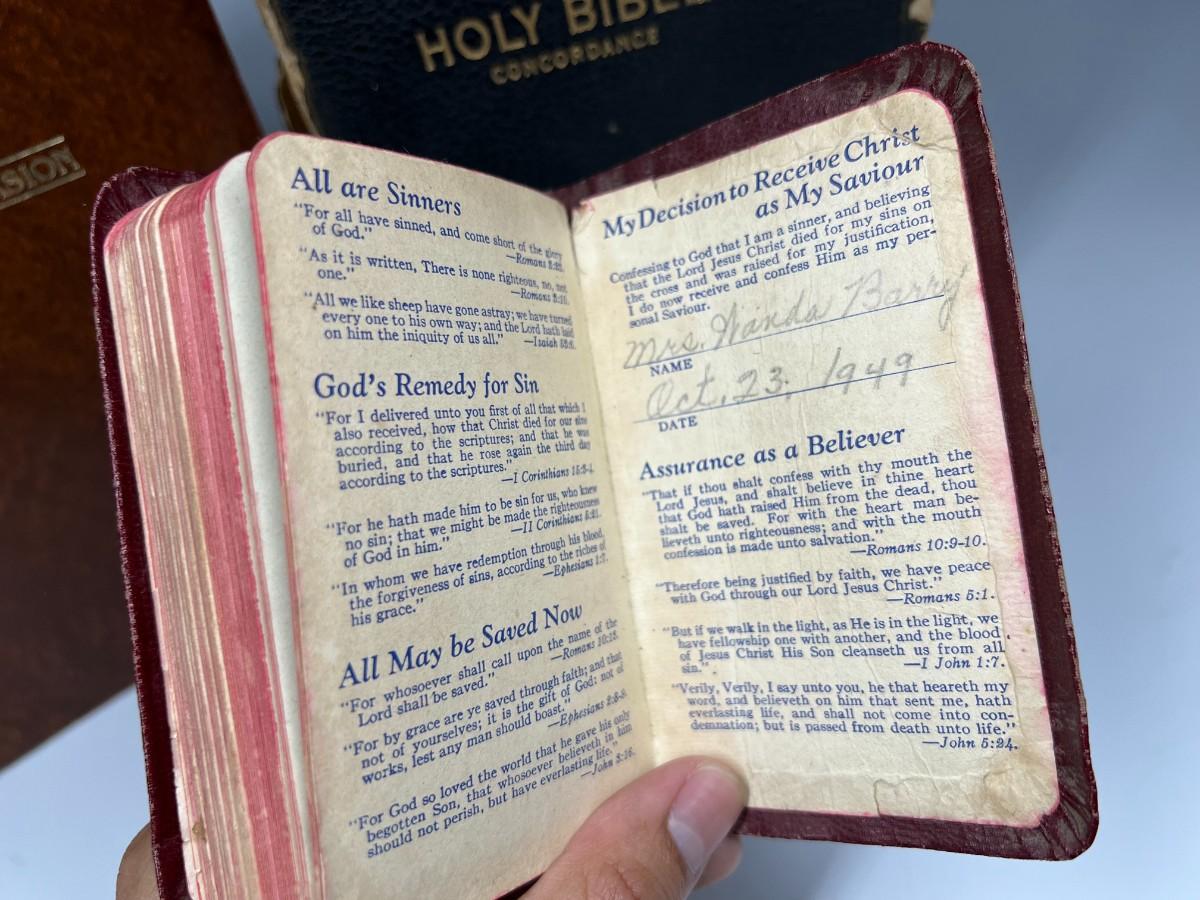 HOLY BIBLE
CONCORDANCE
SION
All are Sinners
"For all have sinned, and come short of the glory
of God."
—Romans 3:23.
"As it is written, There is none righteous, no, not
one."
—Romans 3:10.
"All we like sheep have gone astray; we have turned
every one to his own way; and the Lord hath laid
on him the iniquity of us all." —Isaiah 53:6.
God's Remedy for Sin
"For I delivered unto you first of all that which I
also received, how that Christ died for our sins
according to the scriptures; and that he was
buried, and that he rose again the third day
according to the scriptures."
—I Corinthians 15:3-4.
"For he hath made him to be sin for us, who knew
no sin; that we might be made the righteousness
of God in him."
—II Corinthians 5:21.
"In whom we have redemption through his blood,
the forgiveness of sins, according to the riches of
his grace."
—Ephesians 1:7.
All May be Saved Now
"For whosoever shall call upon the name of the
Lord shall be saved."
—Romans 10:13.
"For by grace are ye saved through faith; and that
not of yourselves; it is the gift of God: not of
works, lest any man should boast."
—Ephesians 2:8-9.
"For God so loved the world that he gave his only
begotten Son, that whosoever believeth in him
should not perish, but have everlasting life."
—John 3:16.
My Decision to Receive Christ
as My Saviour
Confessing to God that I am a sinner, and believing
that the Lord Jesus Christ died for my sins on
the cross and was raised for my justification,
I do now receive and confess Him as my per-
sonal Saviour.
Mrs. Wanda Barry
NAME
Oct. 23. 1949
DATE
Assurance as a Believer
"That if thou shalt confess with thy mouth the
Lord Jesus, and shalt believe in thine heart
that God hath raised Him from the dead, thou
shalt be saved. For with the heart man be-
lieveth unto righteousness; and with the mouth
confession is made unto salvation."
—Romans 10:9-10.
"Therefore being justified by faith, we have peace
with God through our Lord Jesus Christ."
—Romans 5:1.
"But if we walk in the light, as He is in the light, we
have fellowship one with another, and the blood
of Jesus Christ His Son cleanseth us from all
sin."
—I John 1:7.
"Verily, Verily, I say unto you, he that heareth my
word, and believeth on him that sent me, hath
everlasting life, and shall not come into con-
demnation; but is passed from death unto life."
—John 5:24.